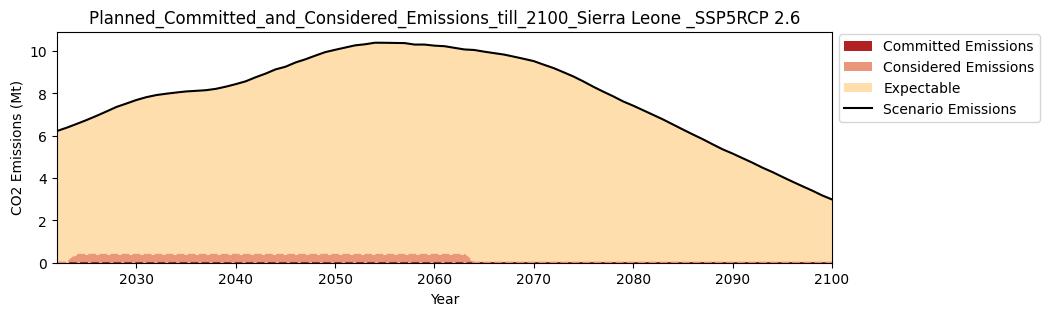 Planned_Committed_and_Considered_Emissions_till_2100_Sierra Leone _SSP5RCP 2.6
CO2 Emissions (Mt)
10
8
6
4
2
0
2030 2040 2050 2060 2070 2080 2090 2100
Year
Committed Emissions
Considered Emissions
Expectable
Scenario Emissions